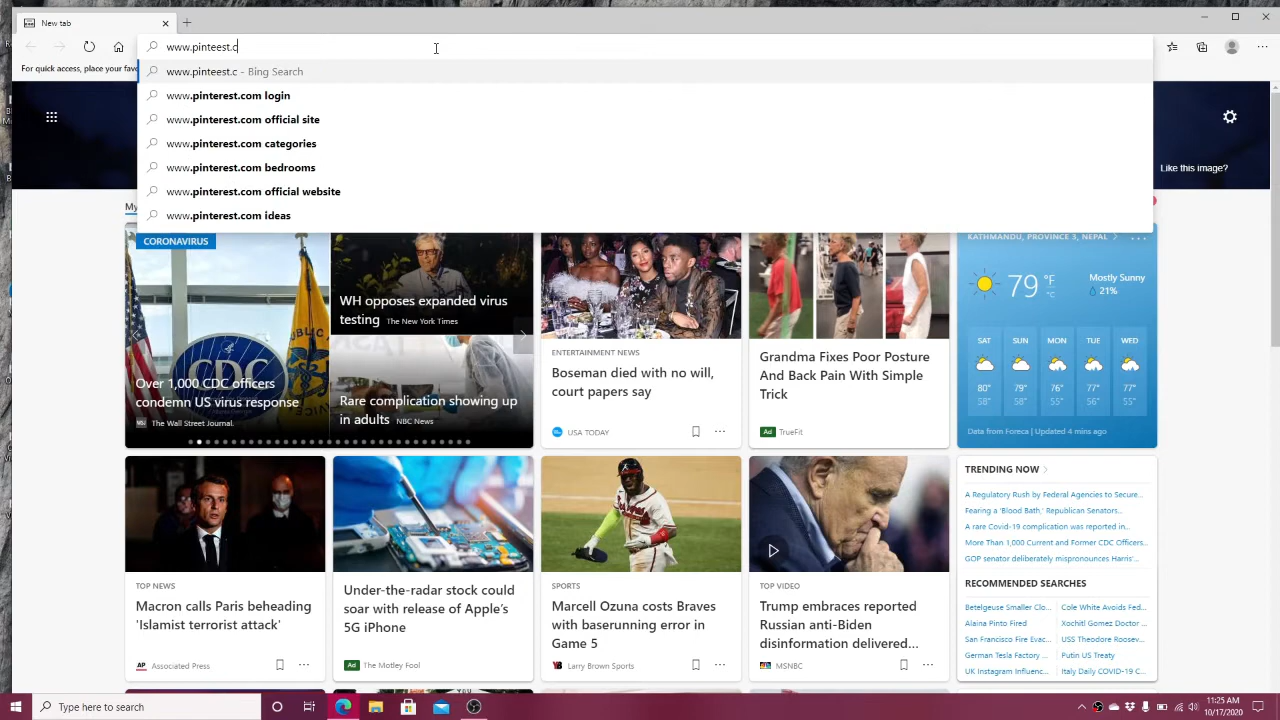 New tab
www.pinteest.c
For quick access, place your favo
www.pinteest.c - Bing Search
www.pinterest.com login
www.pinterest.com official site
www.pinterest.com categories
www.pinterest.com bedrooms
www.pinterest.com official website
www.pinterest.com ideas
Like this image?
My
CORONAVIRUS
Over 1,000 CDC officers
condemn US virus response
The Wall Street Journal.
WH opposes expanded virus
testing The New York Times
Rare complication showing up
in adults NBC News
CDC
ENTERTAINMENT NEWS
Boseman died with no will,
court papers say
USA TODAY
Grandma Fixes Poor Posture
And Back Pain With Simple
Trick
Ad TrueFit
KATHMANDU, PROVINCE 3, NEPAL
79 °F
°C
Mostly Sunny
21%
SAT SUN MON TUE WED
80° 79° 76° 77° 77°
58° 58° 55° 56° 55°
Data from Foreca | Updated 4 mins ago
TOP NEWS
Macron calls Paris beheading
'Islamist terrorist attack'
AP Associated Press
Under-the-radar stock could
soar with release of Apple's
5G iPhone
Ad The Motley Fool
SPORTS
Marcell Ozuna costs Braves
with baserunning error in
Game 5
Larry Brown Sports
TOP VIDEO
Trump embraces reported
Russian anti-Biden
disinformation delivered...
MSNBC
TRENDING NOW
A Regulatory Rush by Federal Agencies to Secure...
Fearing a 'Blood Bath,' Republican Senators...
A rare Covid-19 complication was reported in...
More Than 1,000 Current and Former CDC Officers...
GOP senator deliberately mispronounces Harris'...
RECOMMENDED SEARCHES
Betelgeuse Smaller Clo... Cole White Avoids Fed...
Alaina Pinto Fired Xochitl Gomez Doctor ...
San Francisco Fire Evac... USS Theodore Roosev...
German Tesla Factory ... Putin US Treaty
UK Instagram Influenc... Italy Daily COVID-19 C...
Type here to search
11:25 AM
10/17/2020